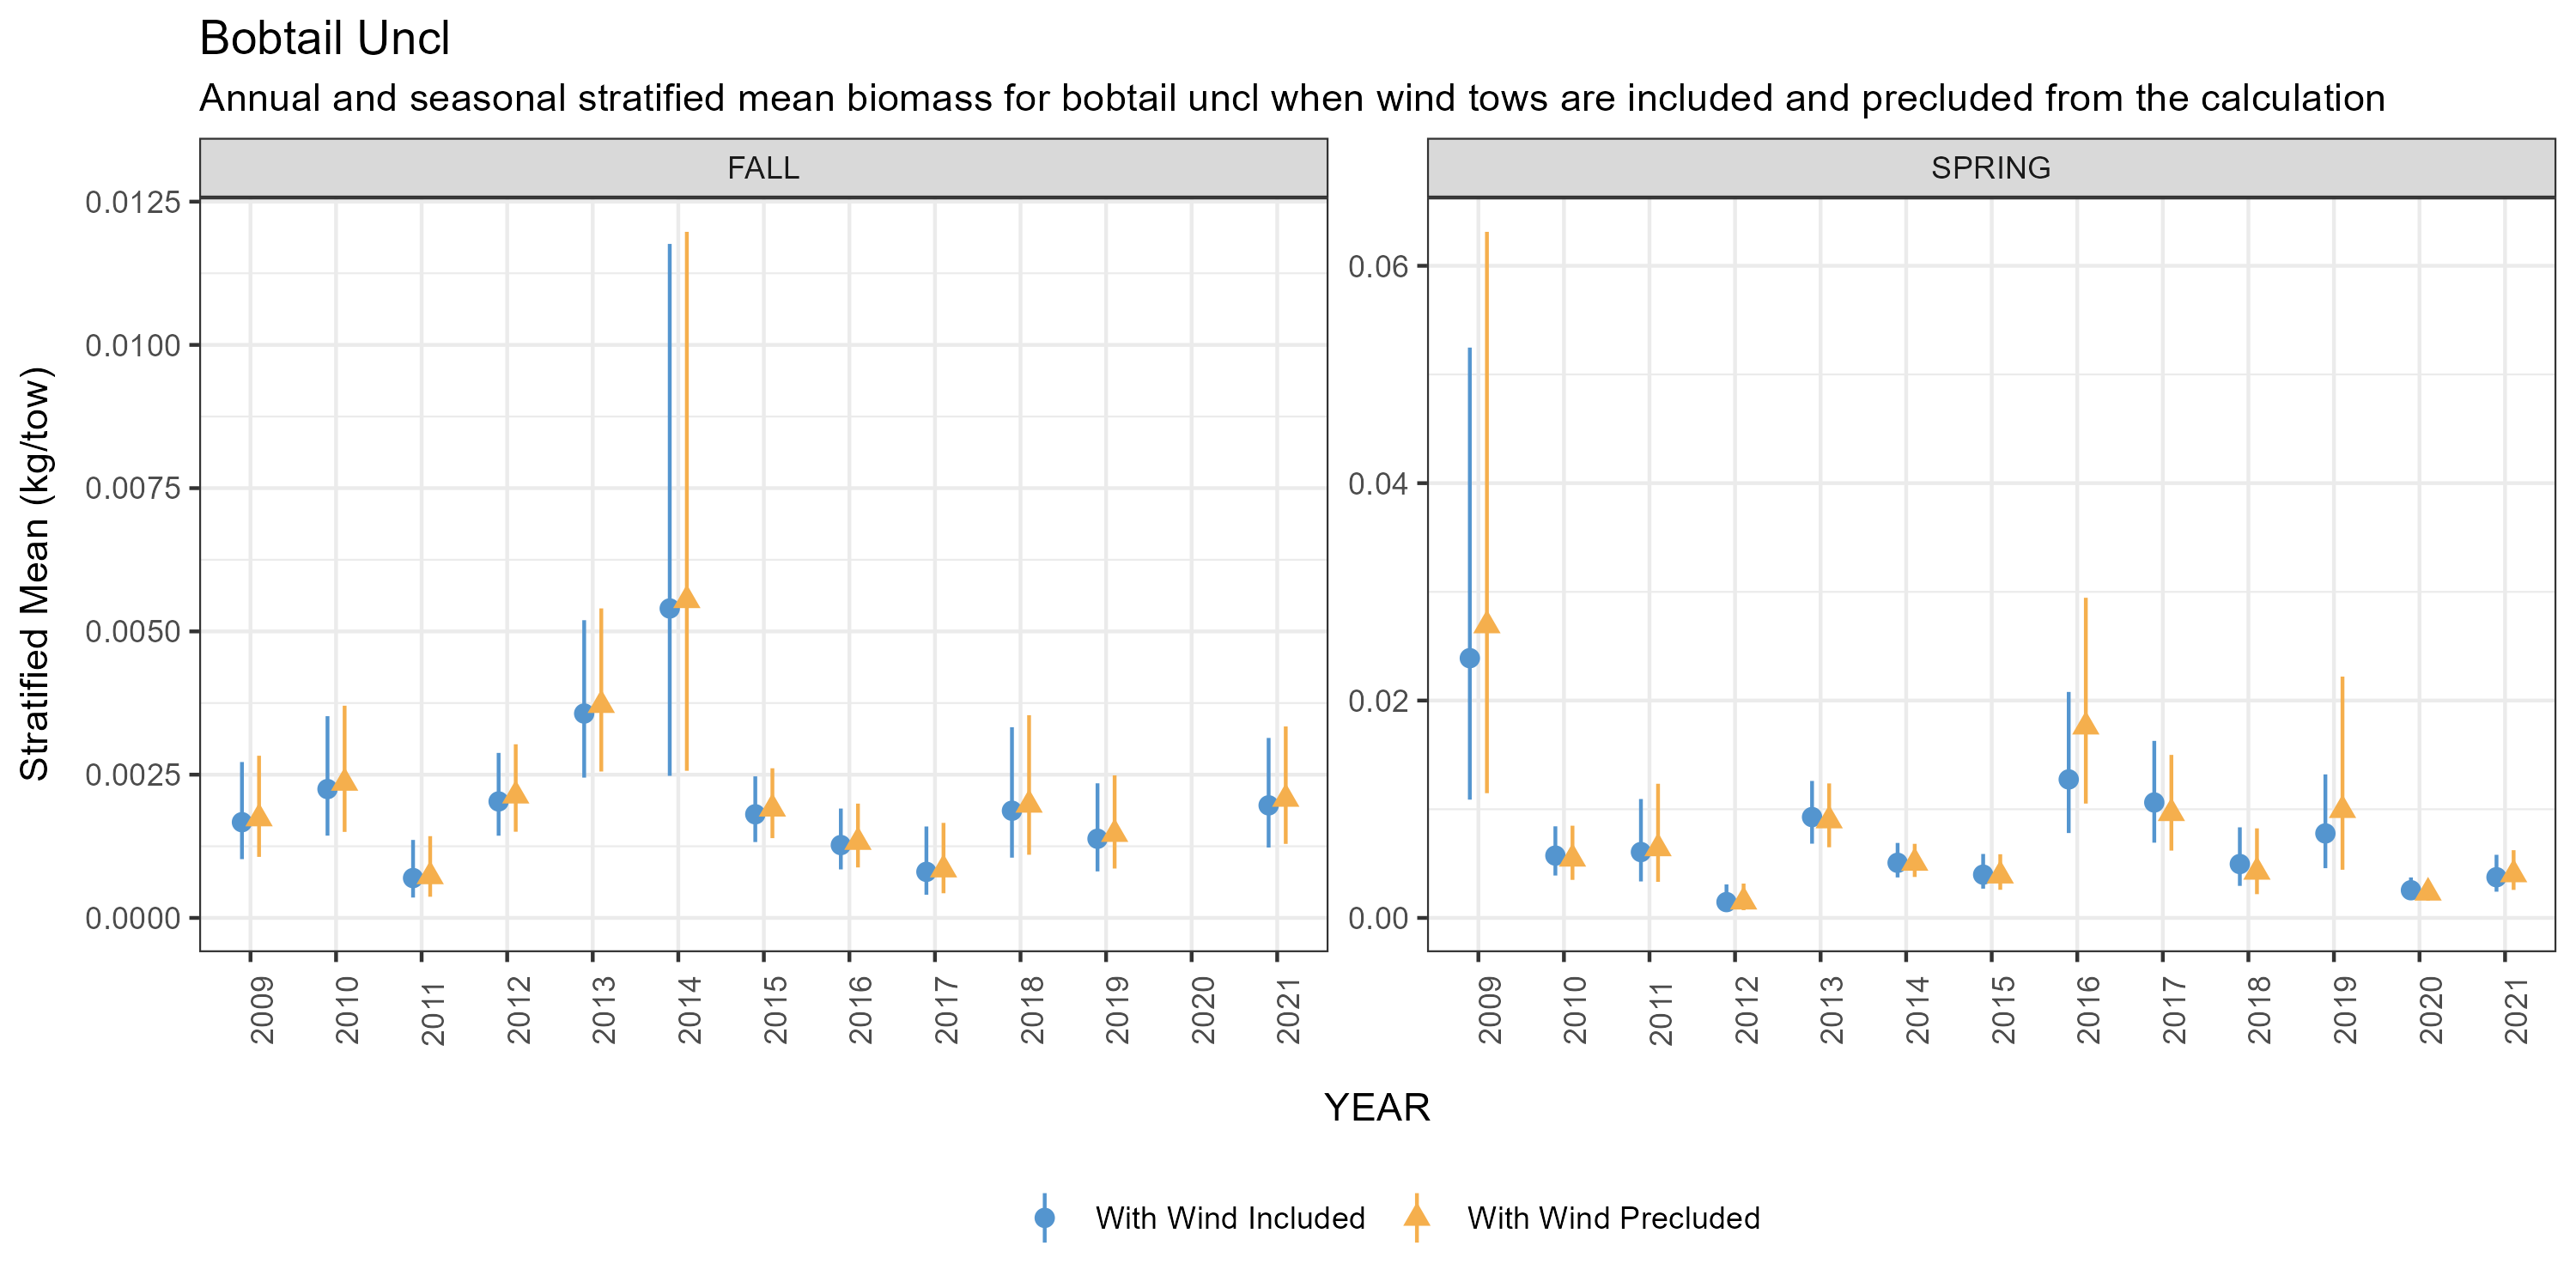 Bobtail Uncl
Annual and seasonal stratified mean biomass for bobtail uncl when wind tows are included and precluded from the calculation
FALL
SPRING
Stratified Mean (kg/tow)
0.0125
0.0100
0.0075
0.0050
0.0025
0.0000
0.06
0.04
0.02
0.00
2009 2010 2011 2012 2013 2014 2015 2016 2017 2018 2019 2020 2021
2009 2010 2011 2012 2013 2014 2015 2016 2017 2018 2019 2020 2021
YEAR
With Wind Included
With Wind Precluded